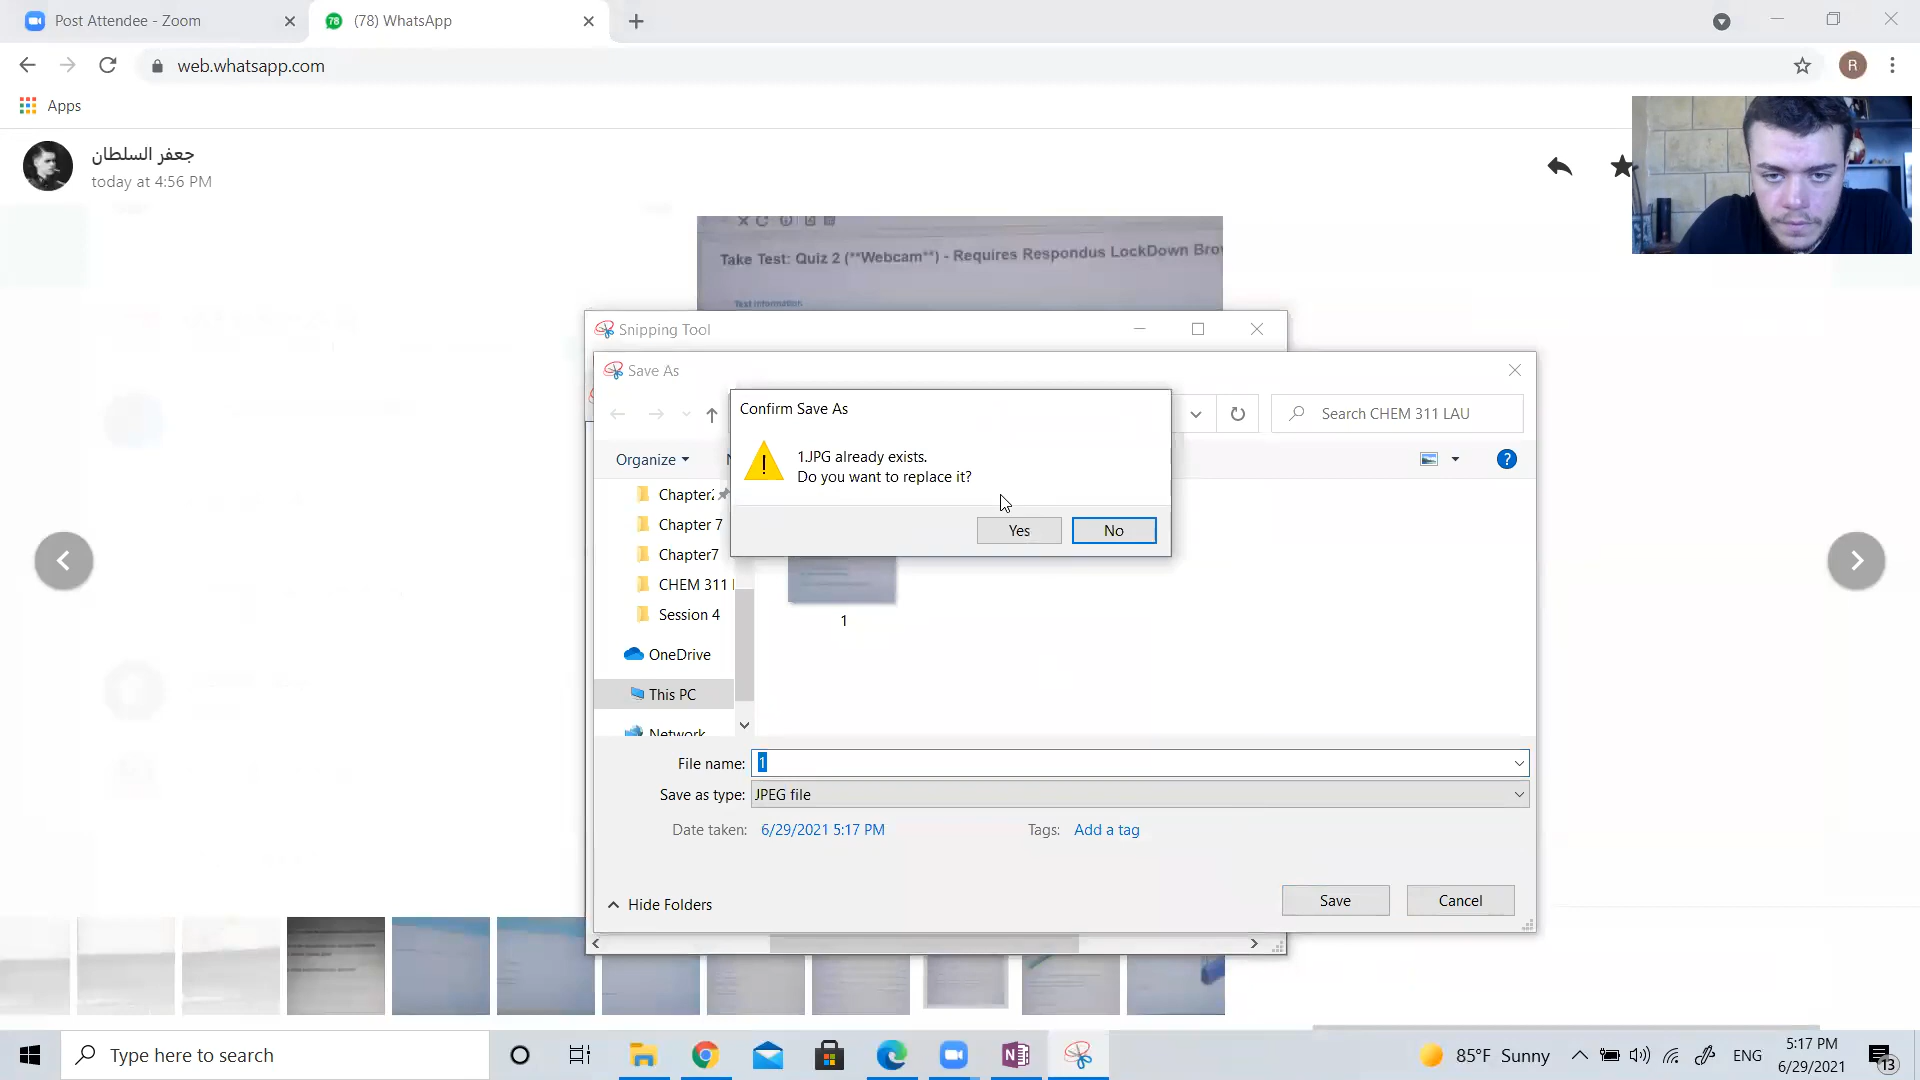 Post Attendee - Zoom
78
(78) WhatsApp
web.whatsapp.com
R
Apps
جعفر السلطان
today at 4:56 PM
Take Test: Quiz 2 (**Webcam**) - Requires Respondus LockDown Bro
Test Information
Snipping Tool
Save As
Search CHEM 311 LAU
Confirm Save As
1.JPG already exists.
Do you want to replace it?
Yes
No
Organize
Chapter2
Chapter 7
Chapter7
CHEM 311
Session 4
OneDrive
This PC
Network
1
File name: 1
Save as type: JPEG file
Date taken: 6/29/2021 5:17 PM
Tags: Add a tag
Hide Folders
Save
Cancel
Type here to search
85°F Sunny
ENG
5:17 PM
6/29/2021
13